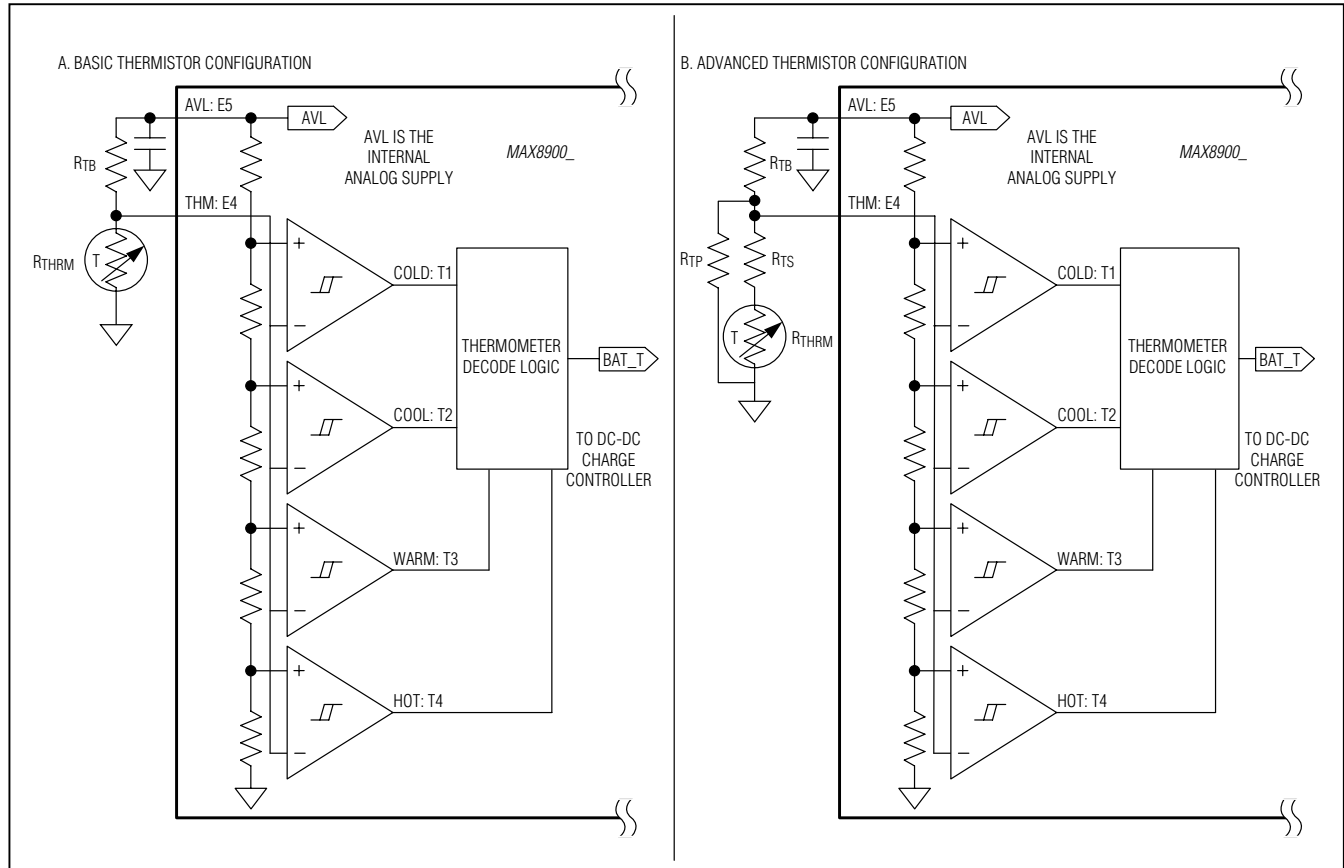 A. BASIC THERMISTOR CONFIGURATION
AVL: E5
AVL
RTB
AVL IS THE
INTERNAL
ANALOG SUPPLY
MAX8900_
THM: E4
RTHRM
T
+
−
COLD: T1
+
−
COOL: T2
+
−
WARM: T3
+
−
HOT: T4
THERMOMETER
DECODE LOGIC
BAT_T
TO DC-DC
CHARGE
CONTROLLER
B. ADVANCED THERMISTOR CONFIGURATION
AVL: E5
AVL
RTB
AVL IS THE
INTERNAL
ANALOG SUPPLY
MAX8900_
THM: E4
RTP
RTS
T
RTHRM
+
−
COLD: T1
+
−
COOL: T2
+
−
WARM: T3
+
−
HOT: T4
THERMOMETER
DECODE LOGIC
BAT_T
TO DC-DC
CHARGE
CONTROLLER